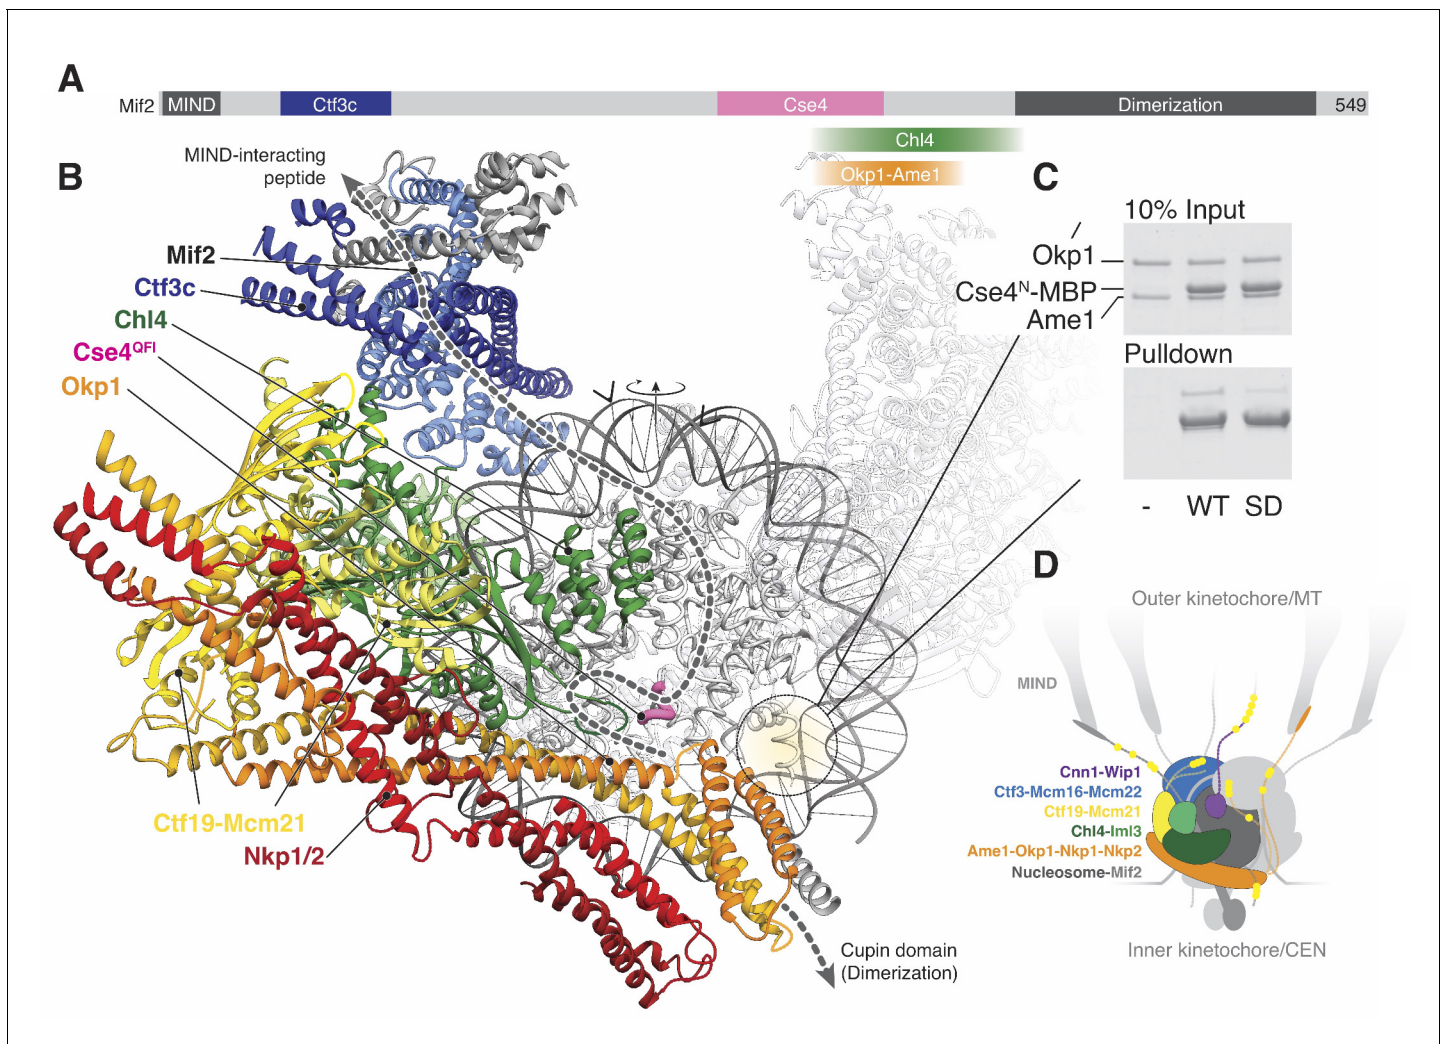 A
Mif2 MIND Ctf3c Cse4 Dimerization 549
Chl4
Okp1-Ame1
B
MIND-interacting
peptide
Mif2
Ctf3c
Chl4
Cse4QFI
Okp1
Ctf19-Mcm21
Nkp1/2
Cupin domain
(Dimerization)
C
10% Input
Okp1
Cse4N-MBP
Ame1
Pulldown
- WT SD
D
Outer kinetochore/MT
MIND
Cnn1-Wip1
Ctf3-Mcm16-Mcm22
Ctf19-Mcm21
Chl4-Iml3
Ame1-Okp1-Nkp1-Nkp2
Nucleosome-Mif2
Inner kinetochore/CEN